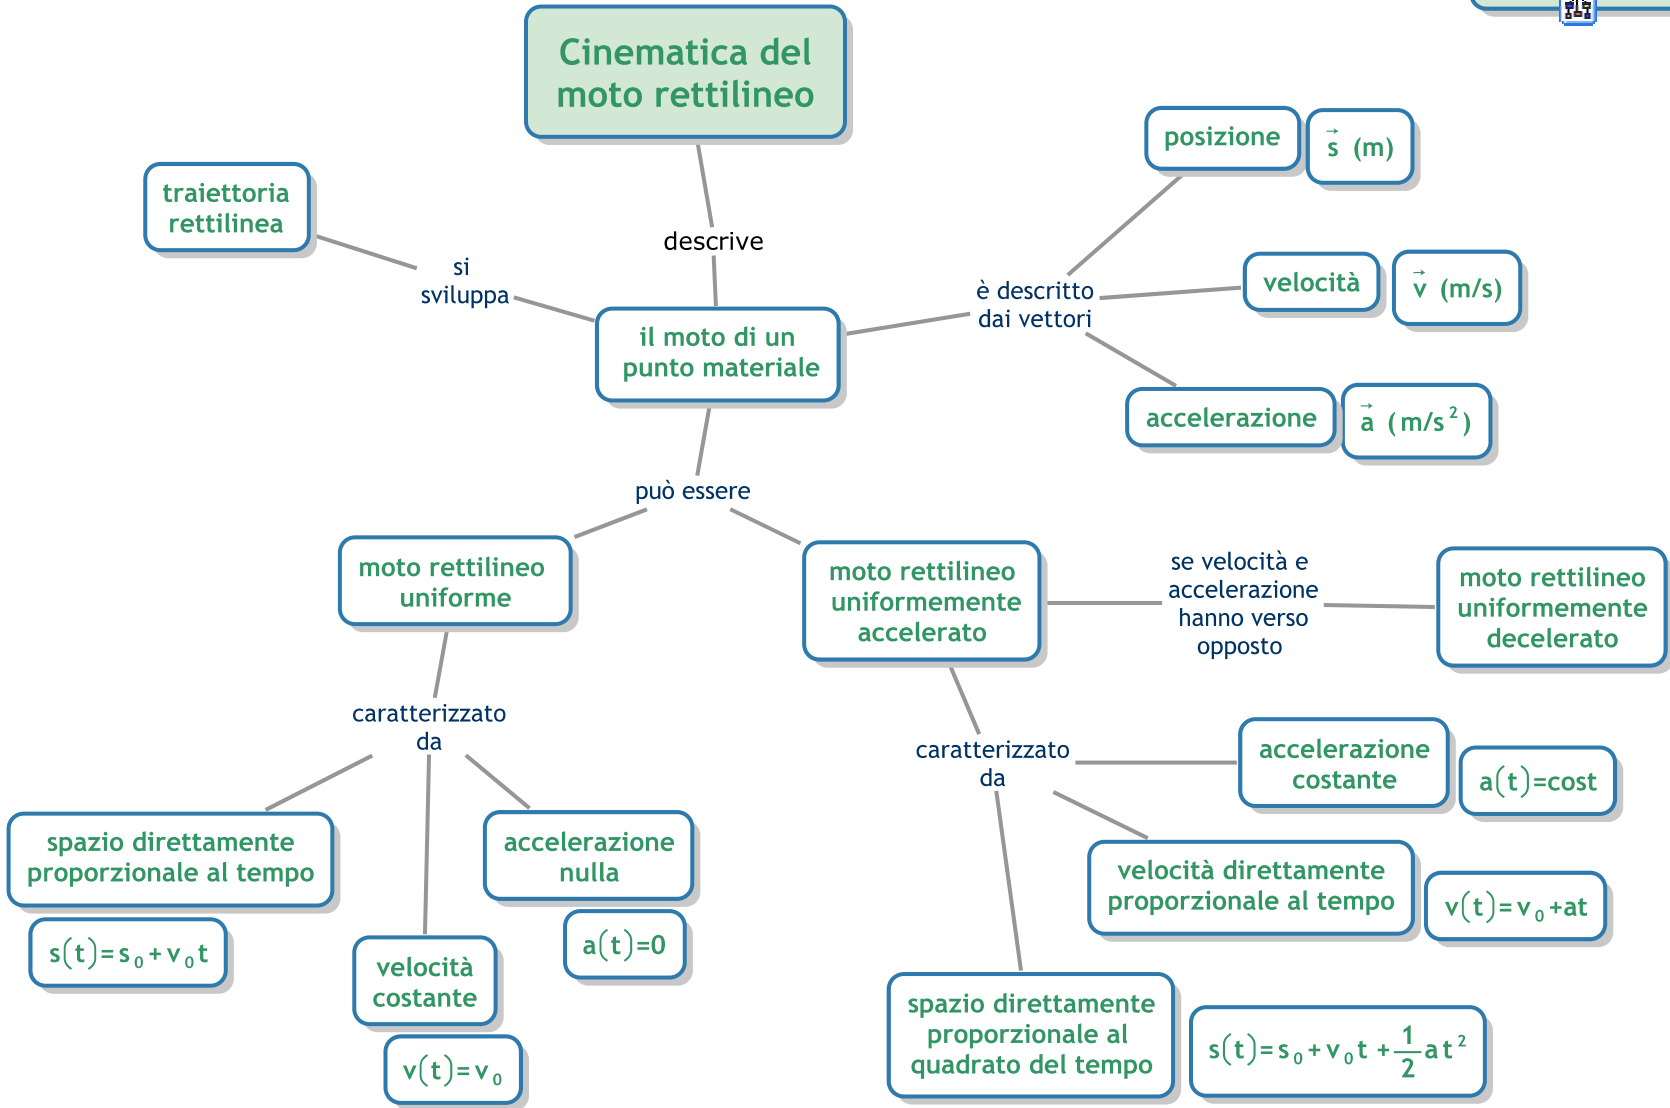 Cinematica del
moto rettilineo
posizione
s⃗ (m)
traiettoria
rettilinea
descrive
si
sviluppa
è descritto
dai vettori
velocità
v⃗ (m/s)
il moto di un
punto materiale
accelerazione
a⃗ (m/s²)
può essere
moto rettilineo
uniforme
moto rettilineo
uniformemente
accelerato
se velocità e
accelerazione
hanno verso
opposto
moto rettilineo
uniformemente
decelerato
caratterizzato
da
caratterizzato
da
accelerazione
costante
a(t)=cost
spazio direttamente
proporzionale al tempo
s(t)=s₀+v₀t
velocità
costante
v(t)=v₀
accelerazione
nulla
a(t)=0
velocità direttamente
proporzionale al tempo
v(t)=v₀+at
spazio direttamente
proporzionale al
quadrato del tempo
s(t)=s₀+v₀t+½at²